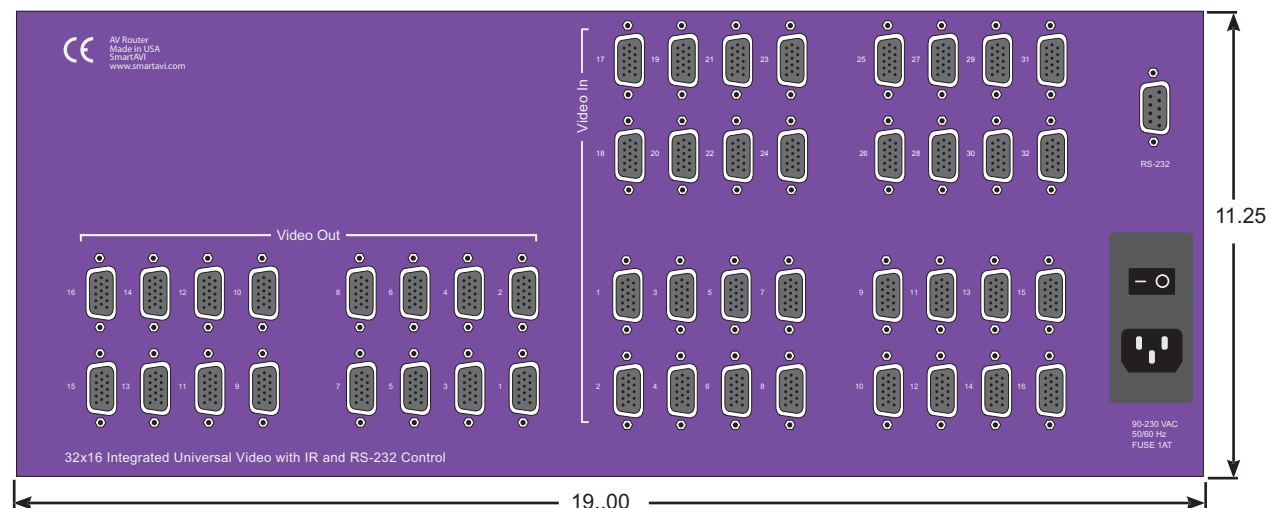 CE
AV Router
Made in USA
SmartAVI
www.smartavi.com
Video In
17 19 21 23 25 27 29 31
18 20 22 24 26 28 30 32
RS-232
11.25
Video Out
16 14 12 10 8 6 4 2
1 3 5 7 9 11 13 15
15 13 11 9 7 5 3 1
2 4 6 8 10 12 14 16
90-230 VAC
50/60 Hz
FUSE 1AT
32x16 Integrated Universal Video with IR and RS-232 Control
19..00